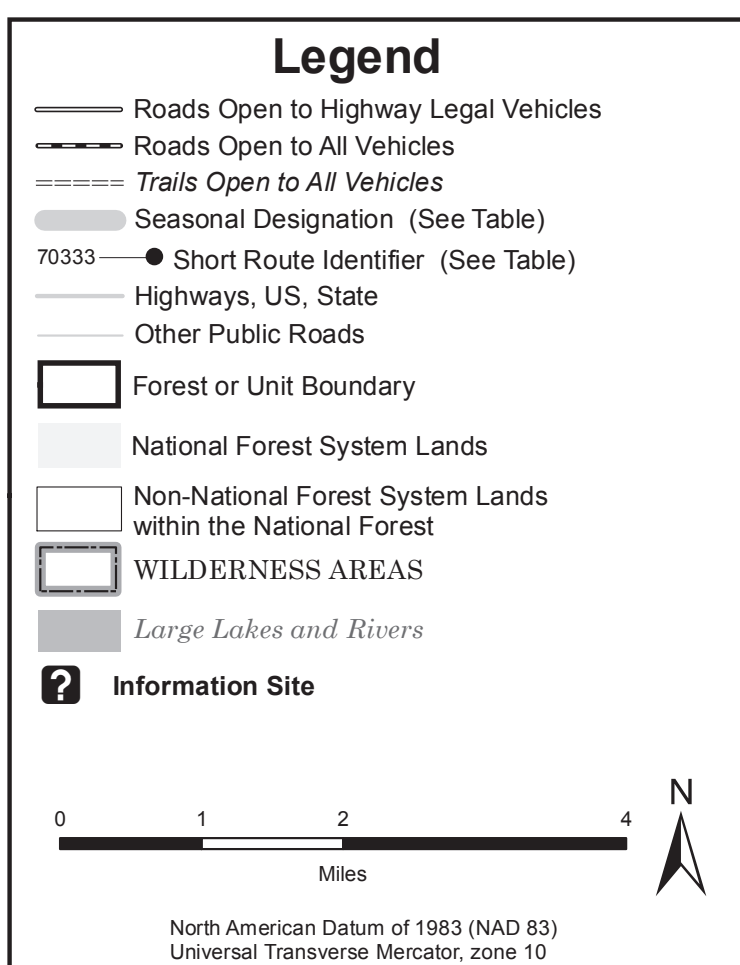 Legend
Roads Open to Highway Legal Vehicles
Roads Open to All Vehicles
Trails Open to All Vehicles
Seasonal Designation (See Table)
70333 Short Route Identifier (See Table)
Highways, US, State
Other Public Roads
Forest or Unit Boundary
National Forest System Lands
Non-National Forest System Lands
within the National Forest
WILDERNESS AREAS
Large Lakes and Rivers
? Information Site
N
0 1 2 4
Miles
North American Datum of 1983 (NAD 83)
Universal Transverse Mercator, zone 10